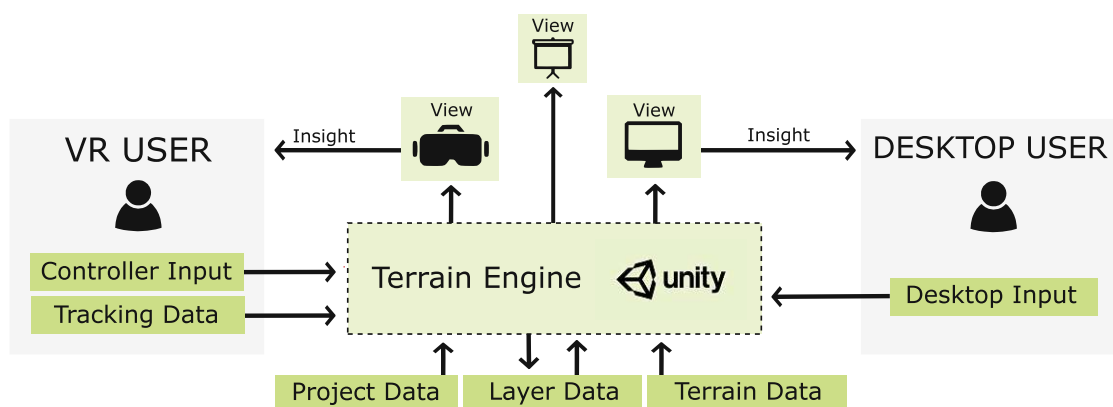 View
View
View
Insight
Insight
VR USER
DESKTOP USER
Controller Input
Terrain Engine
unity
Tracking Data
Desktop Input
Project Data
Layer Data
Terrain Data